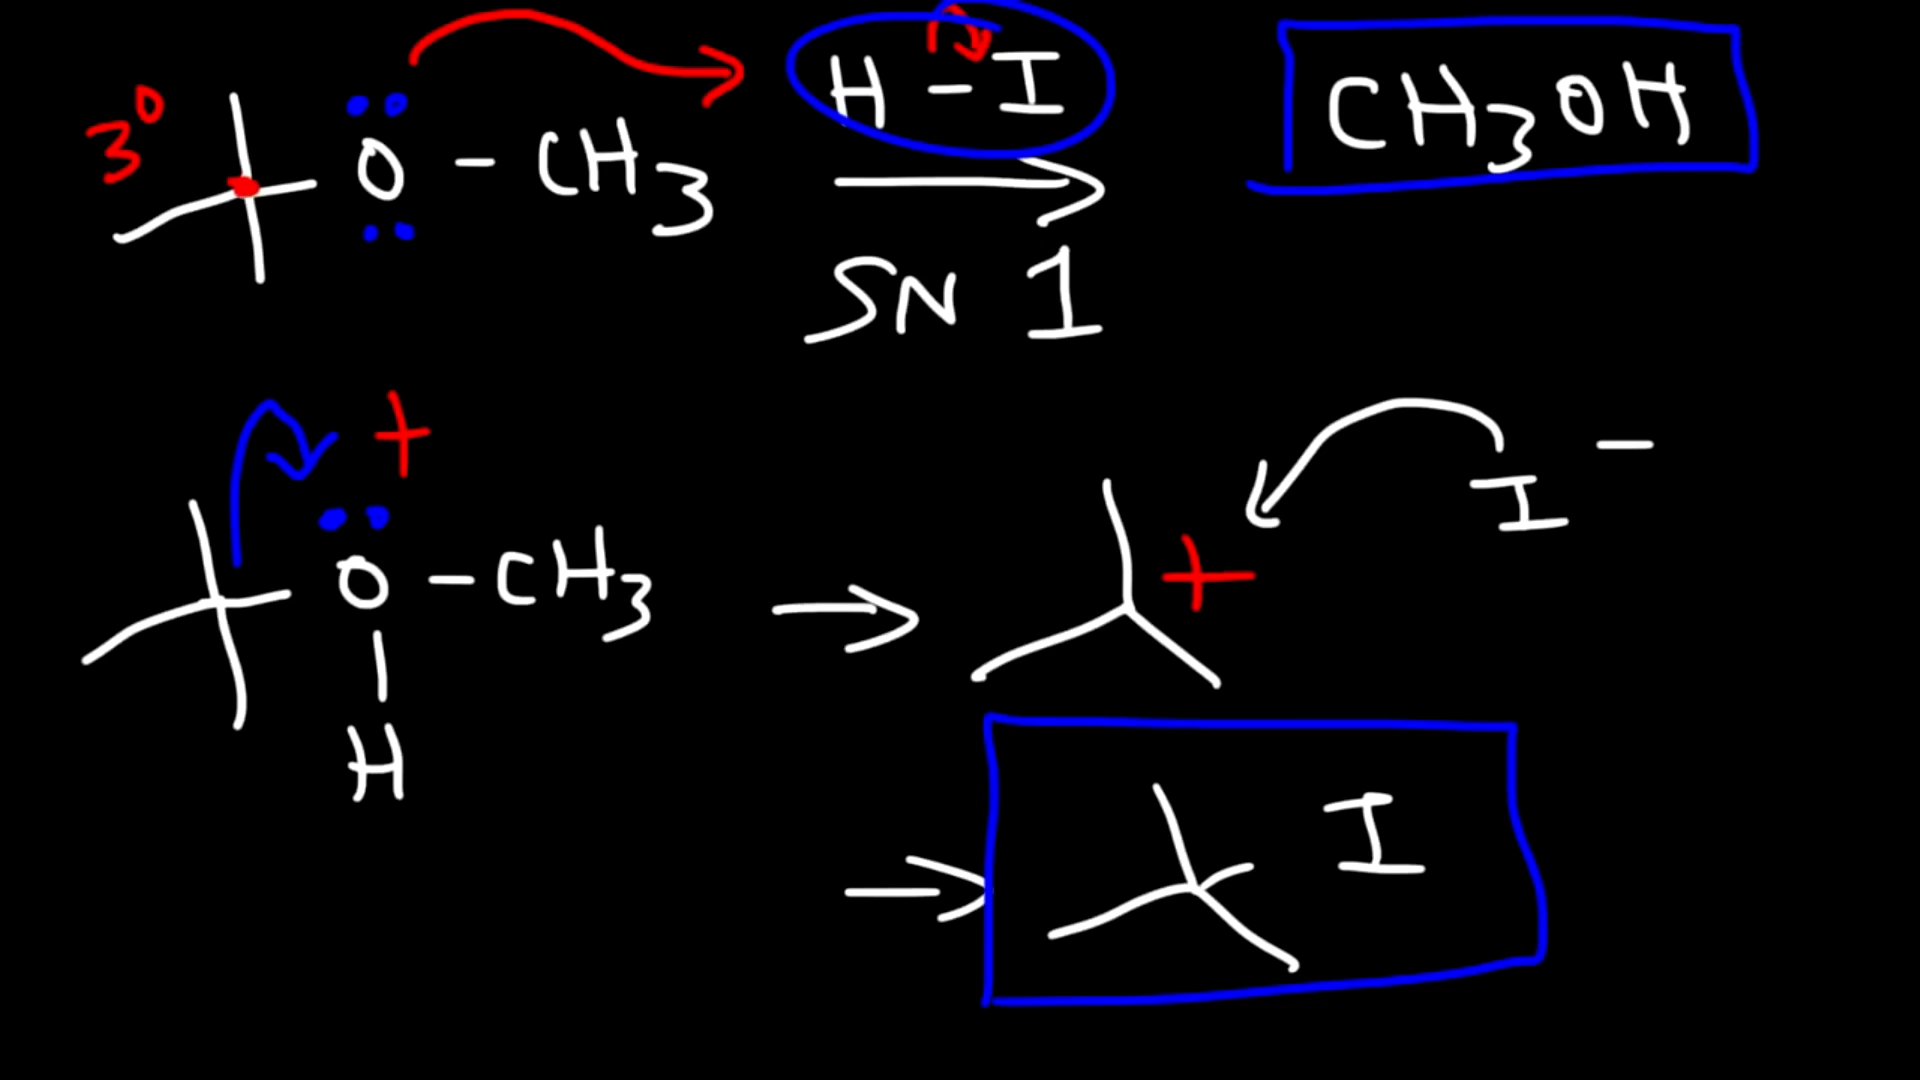 3° O - CH3 H - I CH3OH
SN 1
+
O - CH3 + I -
H
I